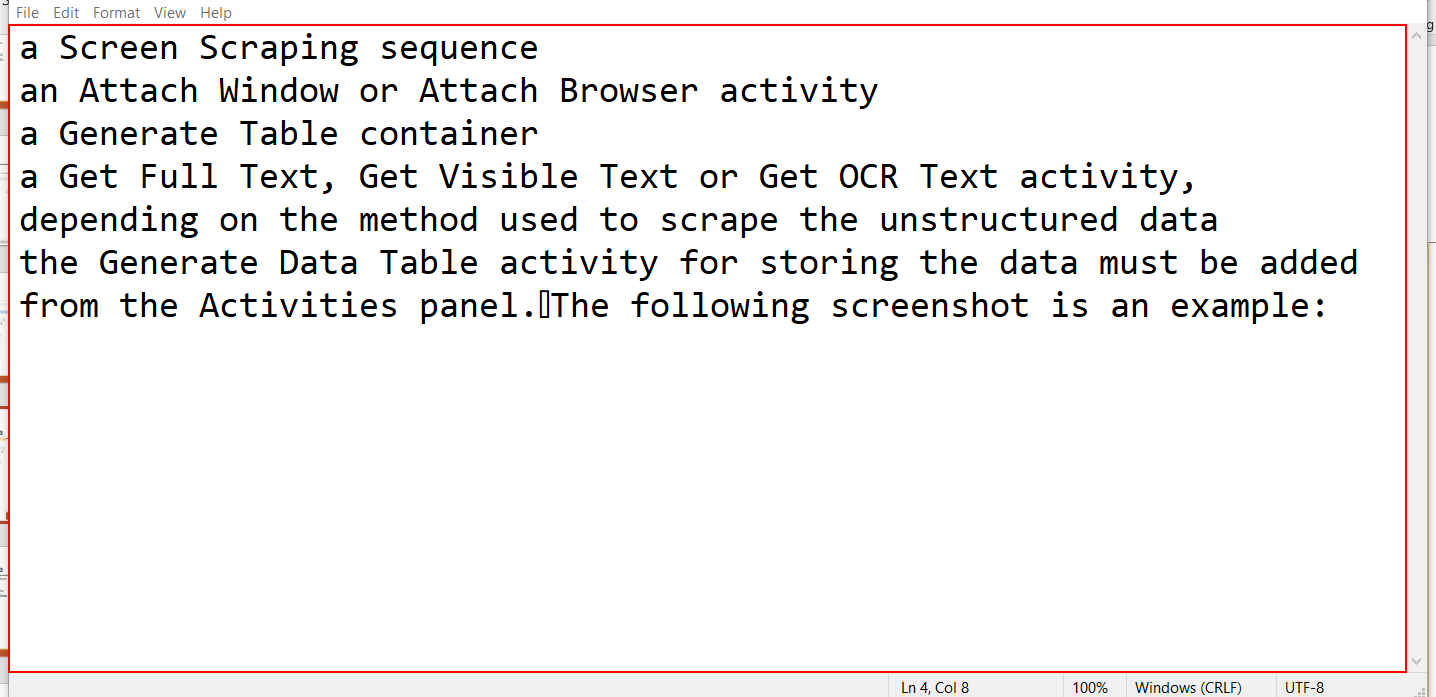 File Edit Format View Help
a Screen Scraping sequence
an Attach Window or Attach Browser activity
a Generate Table container
a Get Full Text, Get Visible Text or Get OCR Text activity,
depending on the method used to scrape the unstructured data
the Generate Data Table activity for storing the data must be added
from the Activities panel.▯The following screenshot is an example:
Ln 4, Col 8 100% Windows (CRLF) UTF-8